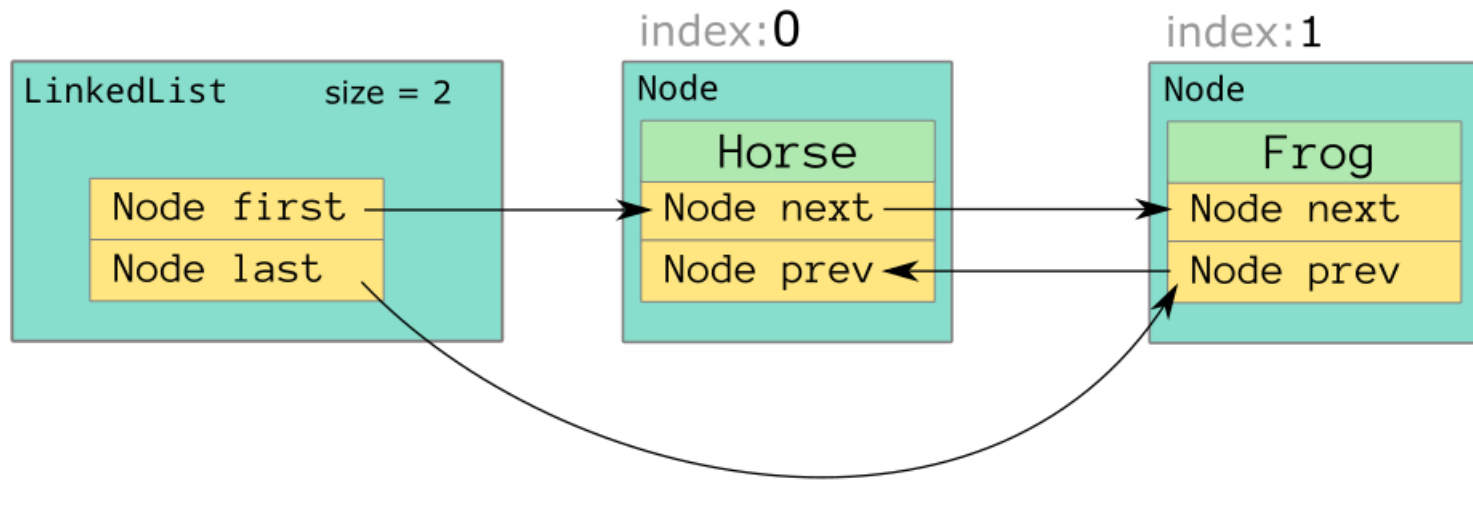 index:0
index:1
LinkedList size = 2
Node
Node
Horse
Frog
Node first
Node next
Node next
Node last
Node prev
Node prev